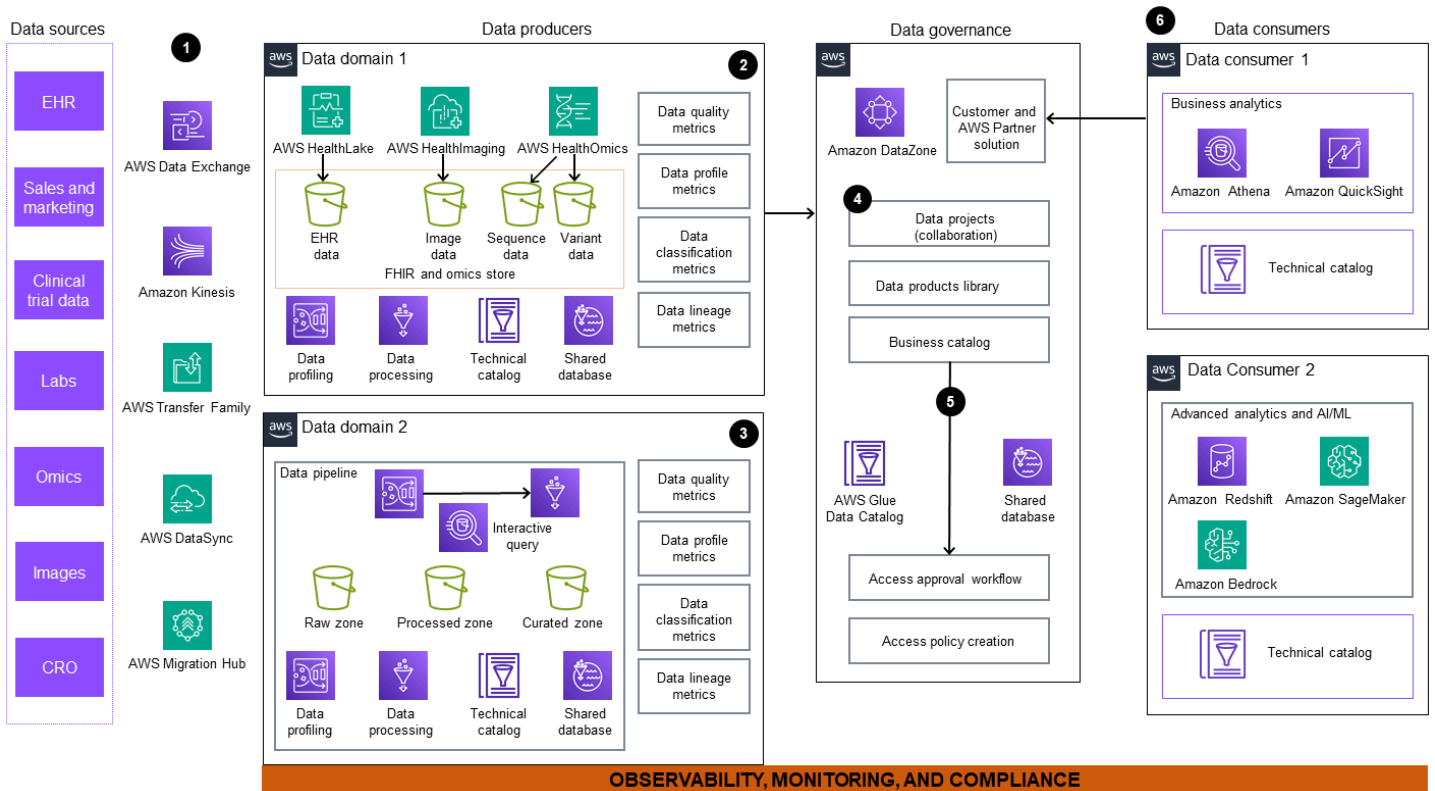 Data sources
EHR
Sales and
marketing
Clinical
trial data
Labs
Omics
Images
CRO
1
AWS Data Exchange
Amazon Kinesis
AWS Transfer Family
AWS DataSync
AWS Migration Hub
Data producers
aws
Data domain 1
2
AWS HealthLake
AWS HealthImaging
AWS HealthOmics
EHR
data
Image
data
Sequence
data
Variant
data
FHIR and omics store
Data
profiling
Data
processing
Technical
catalog
Shared
database
Data quality
metrics
Data profile
metrics
Data
classification
metrics
Data lineage
metrics
aws
Data domain 2
3
Data pipeline
Interactive
query
Raw zone
Processed zone
Curated zone
Data
profiling
Data
processing
Technical
catalog
Shared
database
Data quality
metrics
Data profile
metrics
Data
classification
metrics
Data lineage
metrics
Data governance
aws
Amazon DataZone
Customer and
AWS Partner
solution
4
Data projects
(collaboration)
Data products library
Business catalog
5
AWS Glue
Data Catalog
Shared
database
Access approval workflow
Access policy creation
6
Data consumers
aws
Data consumer 1
Business analytics
Amazon Athena
Amazon QuickSight
Technical catalog
aws
Data Consumer 2
Advanced analytics and AI/ML
Amazon Redshift
Amazon SageMaker
Amazon Bedrock
Technical catalog
OBSERVABILITY, MONITORING, AND COMPLIANCE